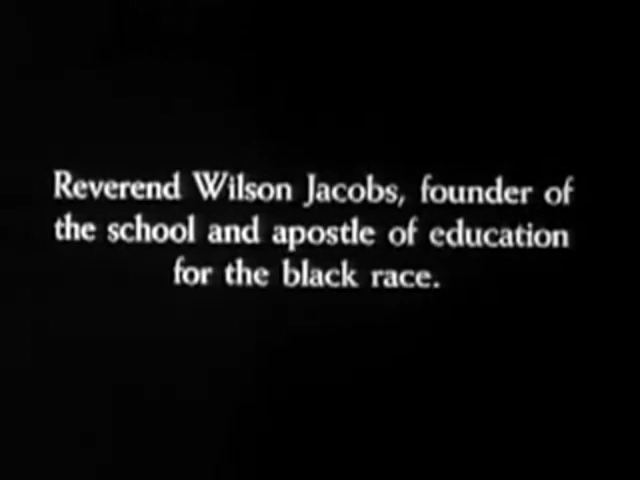 Reverend Wilson Jacobs, founder of
the school and apostle of education
for the black race.